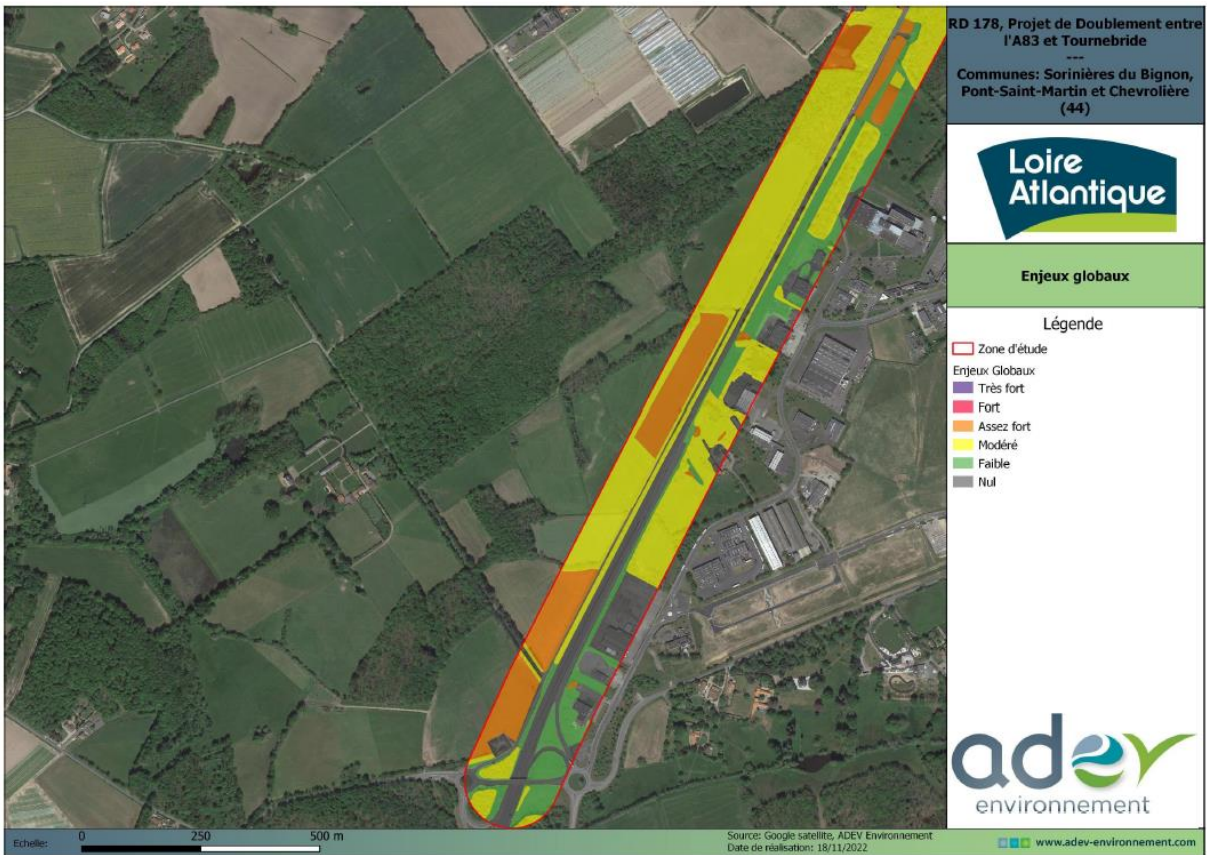 RD 178, Projet de Doublement entre
l'A83 et Tournebride
---
Communes: Sorinières du Bignon,
Pont-Saint-Martin et Chevrolière
(44)
Loire
Atlantique
Enjeux globaux
Légende
Zone d'étude
Enjeux Globaux
Très fort
Fort
Assez fort
Modéré
Faible
Nul
adev
environnement
Echelle:
0 250 500 m
Source: Google satellite, ADEV Environnement
Date de réalisation: 18/11/2022
www.adev-environnement.com